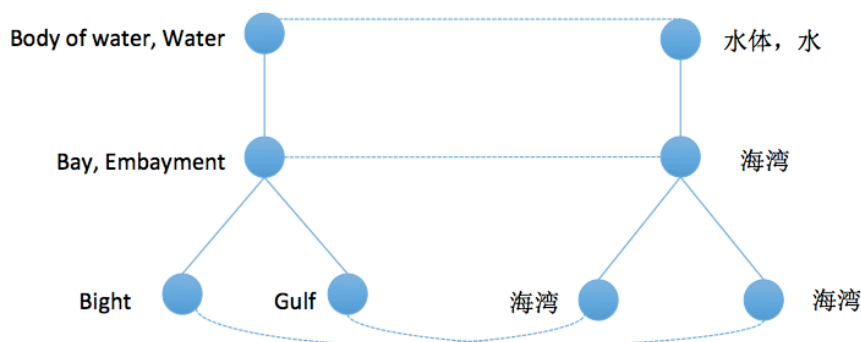 Body of water, Water
水体，水
Bay, Embayment
海湾
Bight
Gulf
海湾
海湾